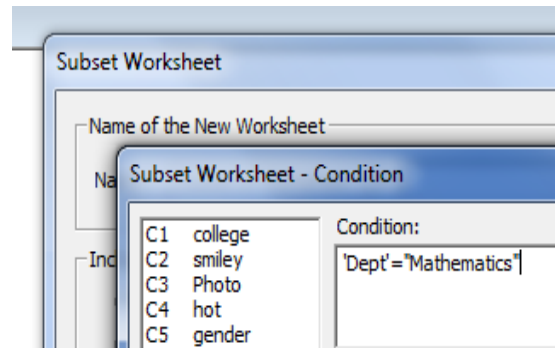 Subset Worksheet
Name of the New Worksheet
Na
Subset Worksheet - Condition
Inc
C1 college
C2 smiley
C3 Photo
C4 hot
C5 gender
Condition:
'Dept'="Mathematics"